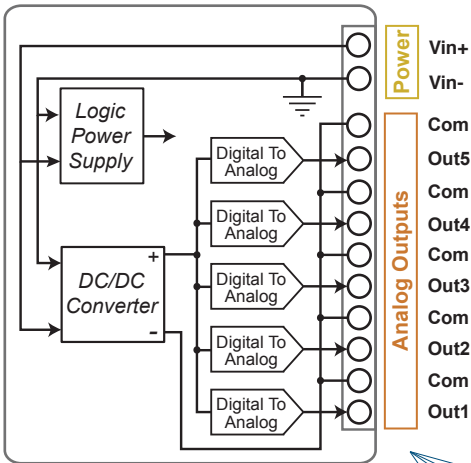 Power
Vin+
Vin-
Logic
Power
Supply
Com
Digital To
Analog
Out5
Com
Digital To
Analog
Out4
Com
DC/DC
Converter
+
-
Digital To
Analog
Out3
Com
Digital To
Analog
Out2
Com
Digital To
Analog
Out1
Analog Outputs